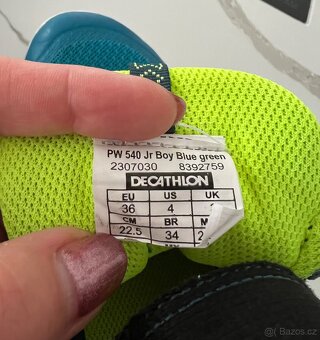 PW 540 Jr Boy Blue green
2307030 8392759
DECATHLON
EU US UK
36 4
CM BR M
22.5 34 2
© Bazos.cz